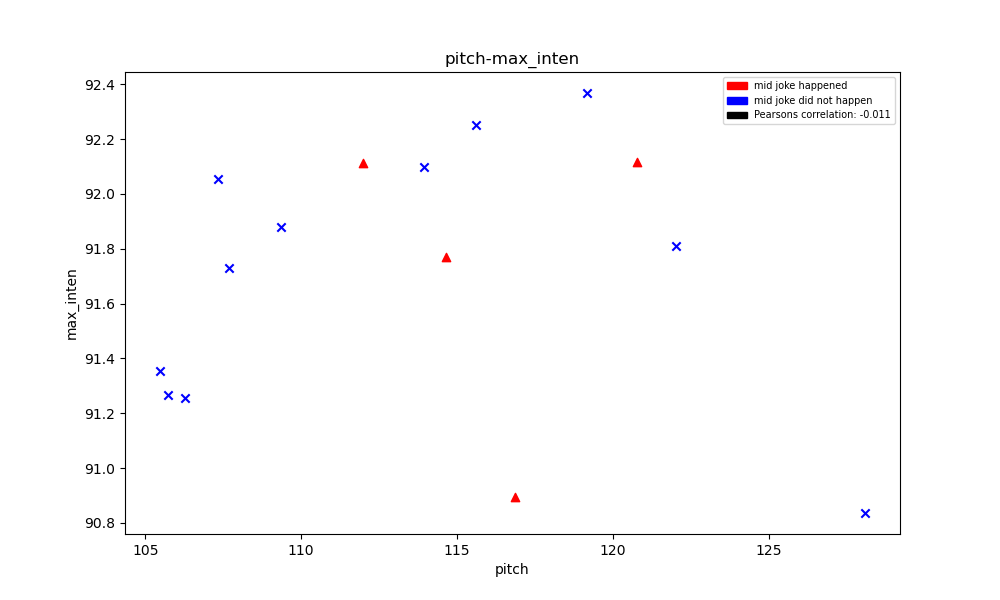 pitch-max_inten
mid joke happened
mid joke did not happen
Pearsons correlation: -0.011
max_inten
92.4
92.2
92.0
91.8
91.6
91.4
91.2
91.0
90.8
105 110 115 120 125
pitch